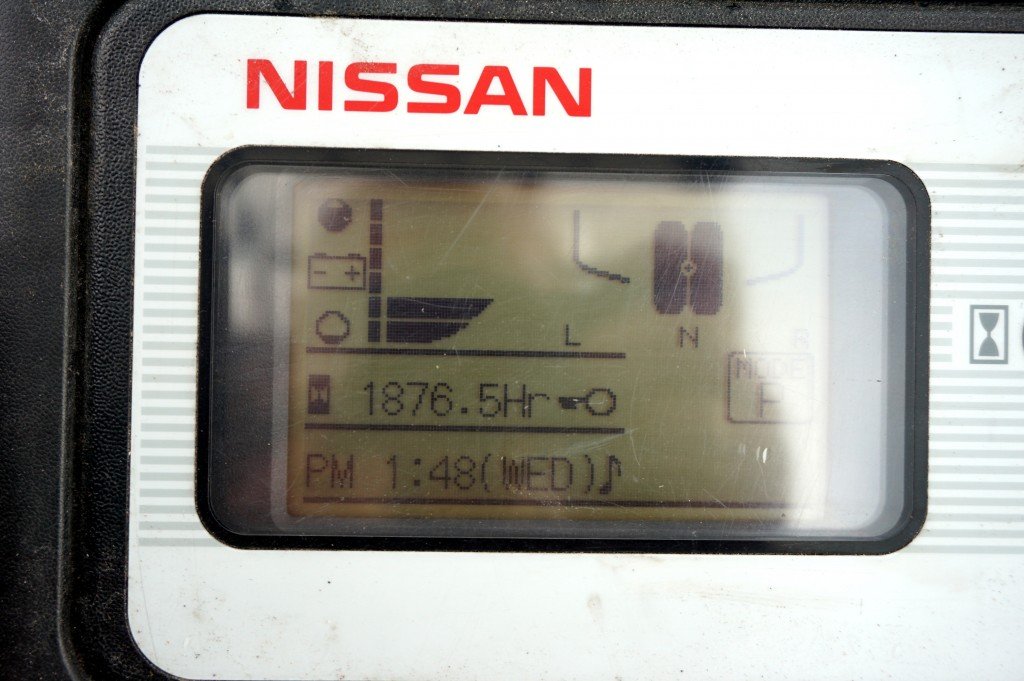 NISSAN
L N R
MODE
1876.5Hr
PM 1:48(WED)♪